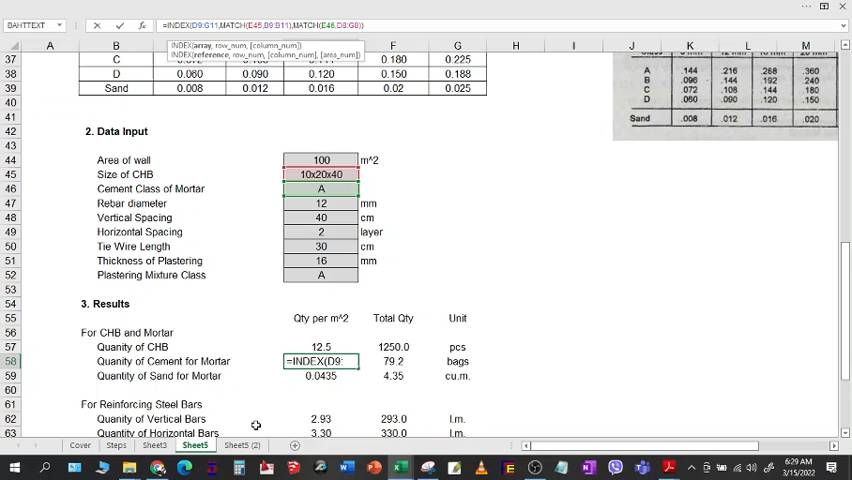 BAHTTEXT
=INDEX(D9:G11,MATCH(E45,B9:B11),MATCH(E46,D8:G8))
INDEX(array, row_num, [column_num])
INDEX(reference, row_num, [column_num], [area_num])
A B F G H I J L M
37 C 0.180 0.225
38 D 0.060 0.090 0.120 0.150 0.188
39 Sand 0.008 0.012 0.016 0.02 0.025
A .144 .216 .288 .360
B .096 .144 .192 .240
C .072 .108 .144 .180
D .060 .090 .120 .150
Sand .008 .012 .016 .020
40
41
42 2. Data Input
43
44 Area of wall 100 m^2
45 Size of CHB 10x20x40
46 Cement Class of Mortar A
47 Rebar diameter 12 mm
48 Vertical Spacing 40 cm
49 Horizontal Spacing 2 layer
50 Tie Wire Length 30 cm
51 Thickness of Plastering 16 mm
52 Plastering Mixture Class A
53
54 3. Results
55 Qty per m^2 Total Qty Unit
56 For CHB and Mortar
57 Quanity of CHB 12.5 1250.0 pcs
58 Quanity of Cement for Mortar =INDEX(D9: 79.2 bags
59 Quantity of Sand for Mortar 0.0435 4.35 cu.m.
60
61 For Reinforcing Steel Bars
62 Quanity of Vertical Bars 2.93 293.0 l.m.
63 Quantity of Horizontal Bars 3.30 330.0 l.m.
Cover Steps Sheet3 Sheet5 Sheet5 (2)
6:29 AM
3/15/2022